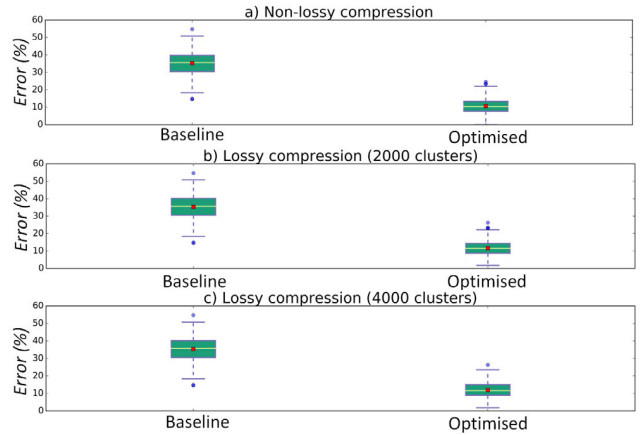 a) Non-lossy compression
Error (%)
60
50
40
30
20
10
0
Baseline Optimised
b) Lossy compression (2000 clusters)
Error (%)
60
50
40
30
20
10
0
Baseline Optimised
c) Lossy compression (4000 clusters)
Error (%)
60
50
40
30
20
10
0
Baseline Optimised